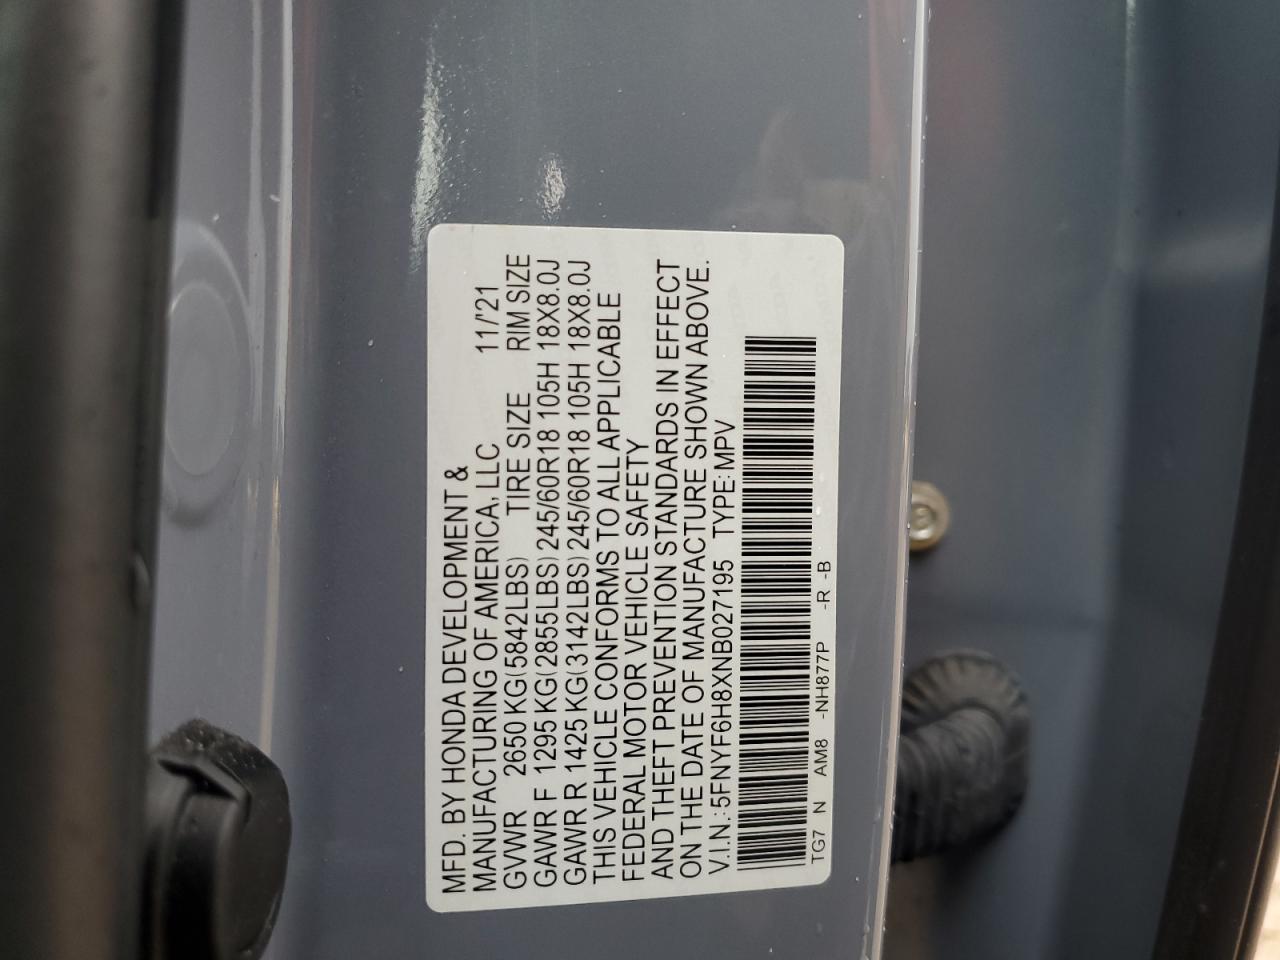 MFD. BY HONDA DEVELOPMENT &
MANUFACTURING OF AMERICA, LLC 11/'21
GVWR 2650 KG(5842LBS) TIRE SIZE RIM SIZE
GAWR F 1295 KG(2855LBS) 245/60R18 105H 18X8.0J
GAWR R 1425 KG(3142LBS) 245/60R18 105H 18X8.0J
THIS VEHICLE CONFORMS TO ALL APPLICABLE
FEDERAL MOTOR VEHICLE SAFETY
AND THEFT PREVENTION STANDARDS IN EFFECT
ON THE DATE OF MANUFACTURE SHOWN ABOVE.
V.I.N.:5FNYF6H8XNB027195 TYPE:MPV
TG7 N AM8 -NH877P -R -B